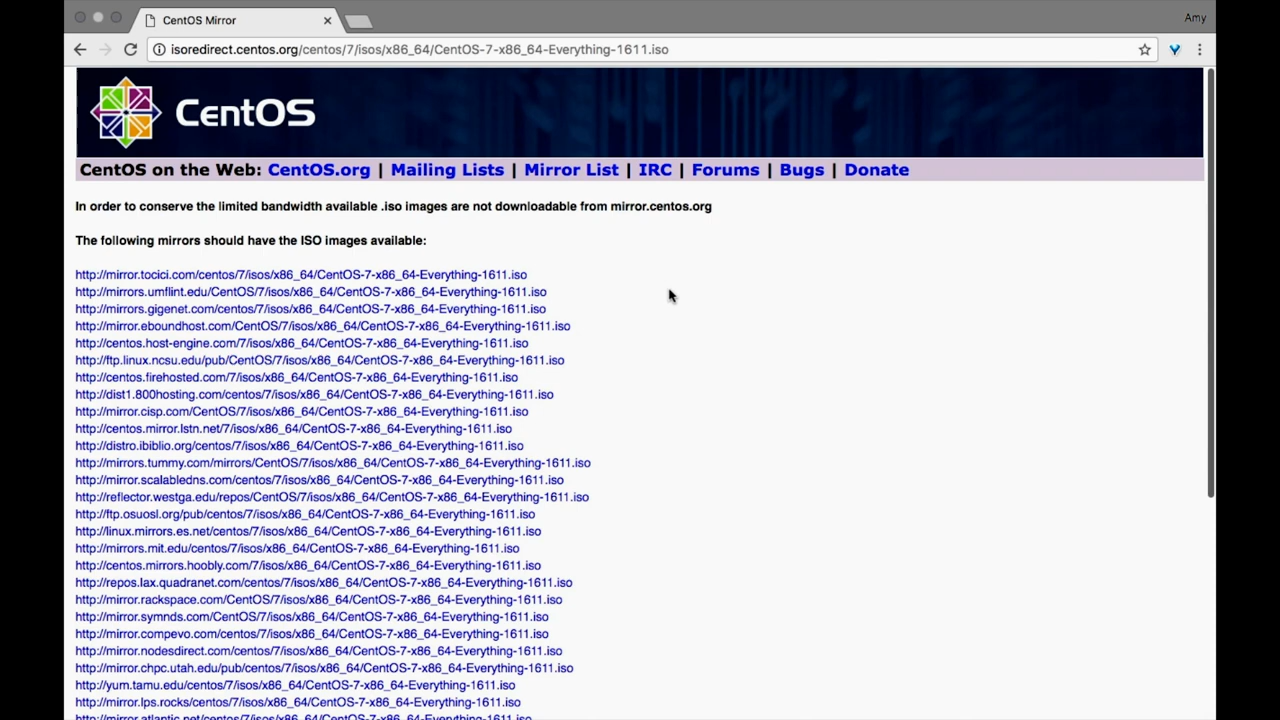 CentOS Mirror
Amy
isoredirect.centos.org/centos/7/isos/x86_64/CentOS-7-x86_64-Everything-1611.iso
CentOS
CentOS on the Web: CentOS.org | Mailing Lists | Mirror List | IRC | Forums | Bugs | Donate
In order to conserve the limited bandwidth available .iso images are not downloadable from mirror.centos.org
The following mirrors should have the ISO images available:
http://mirror.tocici.com/centos/7/isos/x86_64/CentOS-7-x86_64-Everything-1611.iso
http://mirrors.umflint.edu/CentOS/7/isos/x86_64/CentOS-7-x86_64-Everything-1611.iso
http://mirrors.gigenet.com/centos/7/isos/x86_64/CentOS-7-x86_64-Everything-1611.iso
http://mirror.eboundhost.com/CentOS/7/isos/x86_64/CentOS-7-x86_64-Everything-1611.iso
http://centos.host-engine.com/7/isos/x86_64/CentOS-7-x86_64-Everything-1611.iso
http://ftp.linux.ncsu.edu/pub/CentOS/7/isos/x86_64/CentOS-7-x86_64-Everything-1611.iso
http://centos.firehosted.com/7/isos/x86_64/CentOS-7-x86_64-Everything-1611.iso
http://dist1.800hosting.com/centos/7/isos/x86_64/CentOS-7-x86_64-Everything-1611.iso
http://mirror.cisp.com/CentOS/7/isos/x86_64/CentOS-7-x86_64-Everything-1611.iso
http://centos.mirror.lstn.net/7/isos/x86_64/CentOS-7-x86_64-Everything-1611.iso
http://distro.ibiblio.org/centos/7/isos/x86_64/CentOS-7-x86_64-Everything-1611.iso
http://mirrors.tummy.com/mirrors/CentOS/7/isos/x86_64/CentOS-7-x86_64-Everything-1611.iso
http://mirror.scalabledns.com/centos/7/isos/x86_64/CentOS-7-x86_64-Everything-1611.iso
http://reflector.westga.edu/repos/CentOS/7/isos/x86_64/CentOS-7-x86_64-Everything-1611.iso
http://ftp.osuosl.org/pub/centos/7/isos/x86_64/CentOS-7-x86_64-Everything-1611.iso
http://linux.mirrors.es.net/centos/7/isos/x86_64/CentOS-7-x86_64-Everything-1611.iso
http://mirrors.mit.edu/centos/7/isos/x86_64/CentOS-7-x86_64-Everything-1611.iso
http://centos.mirrors.hoobly.com/7/isos/x86_64/CentOS-7-x86_64-Everything-1611.iso
http://repos.lax.quadranet.com/centos/7/isos/x86_64/CentOS-7-x86_64-Everything-1611.iso
http://mirror.rackspace.com/CentOS/7/isos/x86_64/CentOS-7-x86_64-Everything-1611.iso
http://mirror.symnds.com/CentOS/7/isos/x86_64/CentOS-7-x86_64-Everything-1611.iso
http://mirror.compevo.com/centos/7/isos/x86_64/CentOS-7-x86_64-Everything-1611.iso
http://mirror.nodesdirect.com/centos/7/isos/x86_64/CentOS-7-x86_64-Everything-1611.iso
http://mirror.chpc.utah.edu/pub/centos/7/isos/x86_64/CentOS-7-x86_64-Everything-1611.iso
http://yum.tamu.edu/centos/7/isos/x86_64/CentOS-7-x86_64-Everything-1611.iso
http://mirror.lps.rocks/centos/7/isos/x86_64/CentOS-7-x86_64-Everything-1611.iso
http://mirror.atlantic.net/centos/7/isos/x86_64/CentOS-7-x86_64-Everything-1611.iso